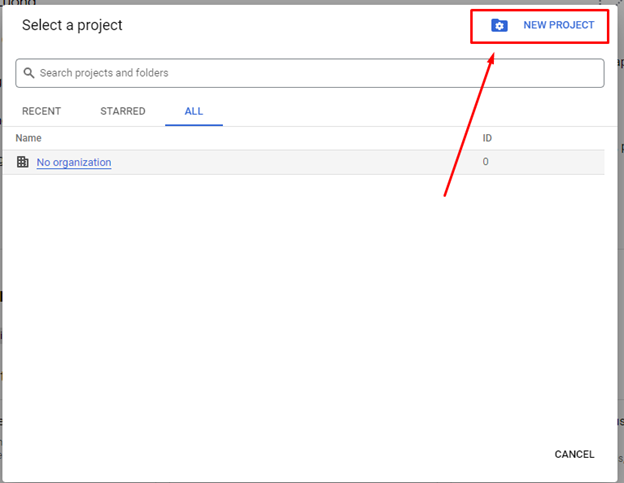 Select a project
NEW PROJECT
Search projects and folders
RECENT STARRED ALL
Name ID
No organization 0
CANCEL